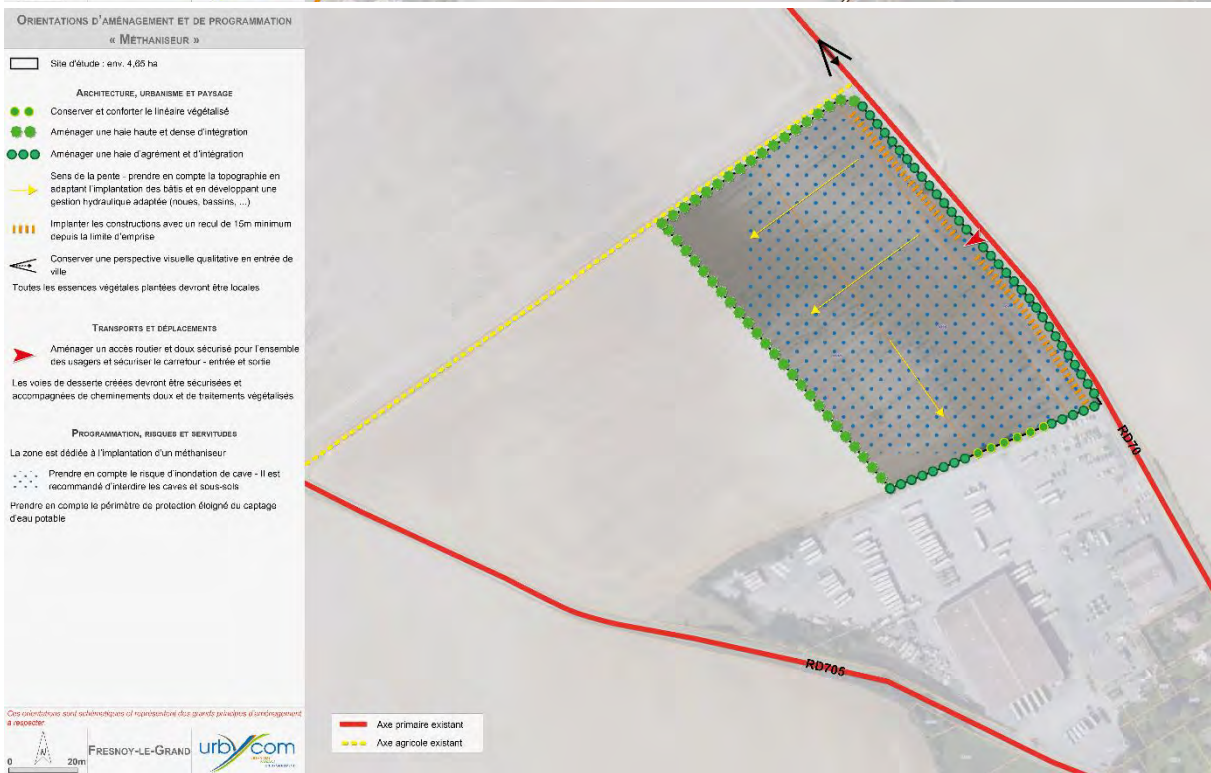 ORIENTATIONS D'AMÉNAGEMENT ET DE PROGRAMMATION
« MÉTHANISEUR »
Site d'étude : env. 4,65 ha
ARCHITECTURE, URBANISME ET PAYSAGE
Conserver et conforter le linéaire végétalisé
Aménager une haie haute et dense d'intégration
Aménager une haie d'agrément et d'intégration
Sens de la pente - prendre en compte la topographie en
adaptant l'implantation des bâtis et en développant une
gestion hydraulique adaptée (noues, bassins, ...)
Implanter les constructions avec un recul de 15m minimum
depuis la limite d'emprise
Conserver une perspective visuelle qualitative en entrée de
ville
Toutes les essences végétales plantées devront être locales
TRANSPORTS ET DÉPLACEMENTS
Aménager un accès routier et doux sécurisé pour l'ensemble
des usagers et sécuriser le carrefour - entrée et sortie
Les voies de desserte créées devront être sécurisées et
accompagnées de cheminements doux et de traitements végétalisés
PROGRAMMATION, RISQUES ET SERVITUDES
La zone est dédiée à l'implantation d'un méthaniseur
Prendre en compte le risque d'inondation de cave - Il est
recommandé d'interdire les caves et sous-sols
Prendre en compte le périmètre de protection éloigné du captage
d'eau potable
Ces orientations sont schématiques et représentent des grands principes d'aménagement
à respecter
0 20m
FRESNOY-LE-GRAND
urbycom
RD70
RD705
Axe primaire existant
Axe agricole existant